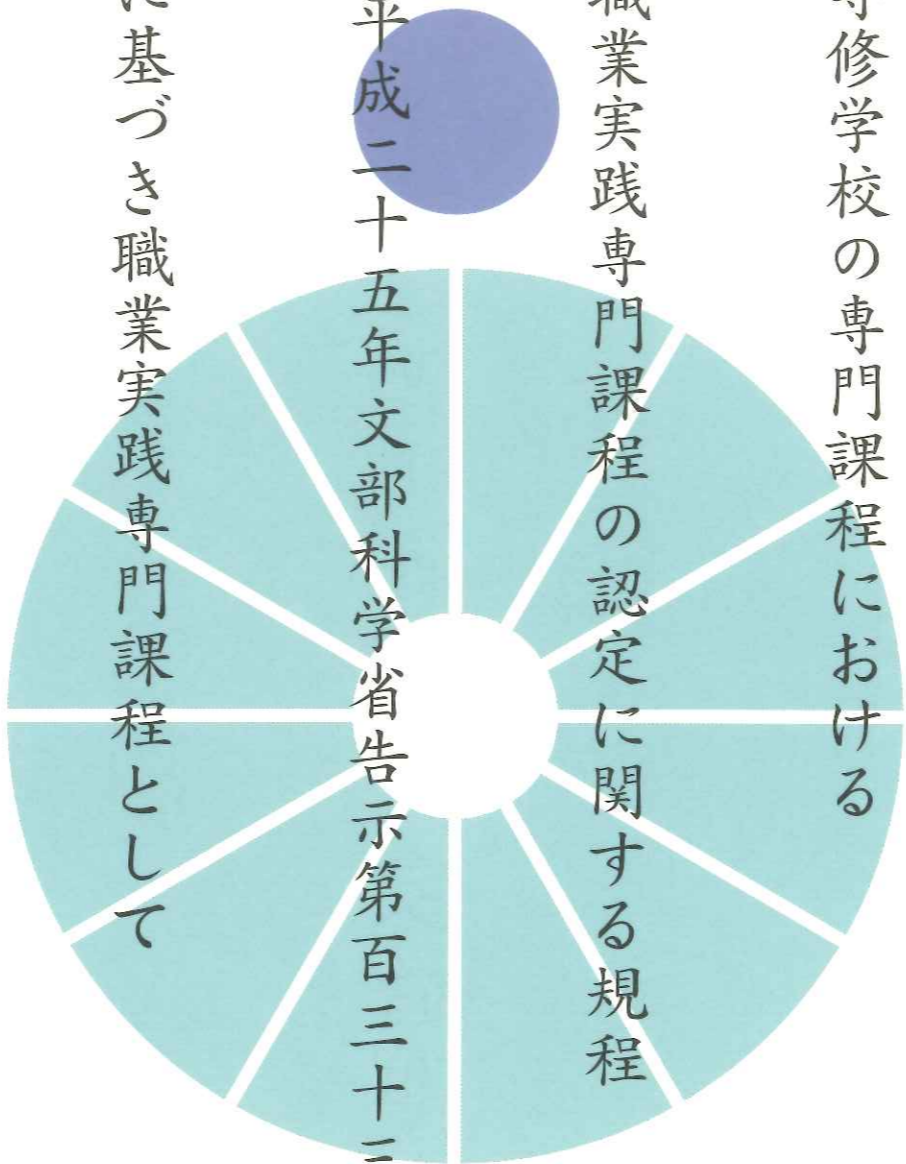 修学校の専門課程における
職業実践専門課程の認定に関する規程
平成二十五年文部科学省告示第百三十
に基づき職業実践専門課程として